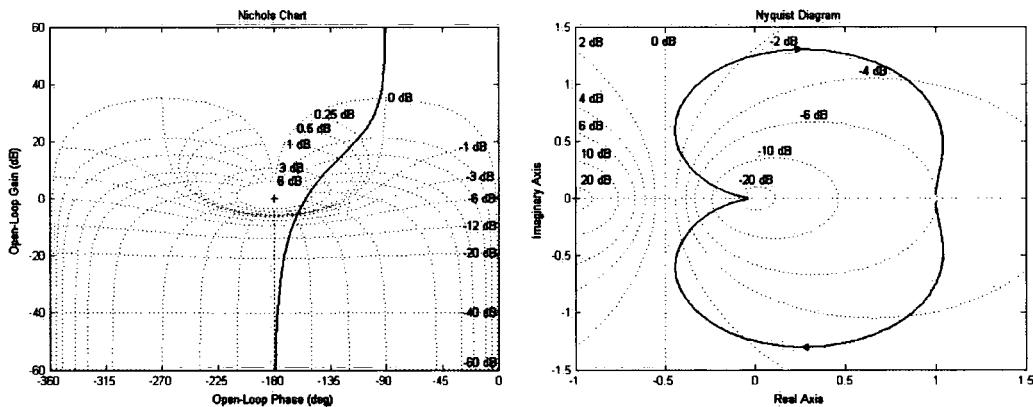 Nichols Chart
60
40
20
0
-20
-40
-60
Open-Loop Gain (dB)
0 dB
0.25 dB
0.5 dB
1 dB
3 dB
6 dB
-1 dB
-3 dB
-6 dB
-12 dB
-20 dB
-40 dB
-60 dB
-360
-315
-270
-225
-180
-135
-90
-45
0
Open-Loop Phase (deg)
Nyquist Diagram
1.5
1
0.5
0
-0.5
-1
-1.5
Imaginary Axis
2 dB
0 dB
-2 dB
4 dB
-4 dB
6 dB
-6 dB
10 dB
-10 dB
20 dB
-20 dB
-1
-0.5
0
0.5
1
1.5
Real Axis